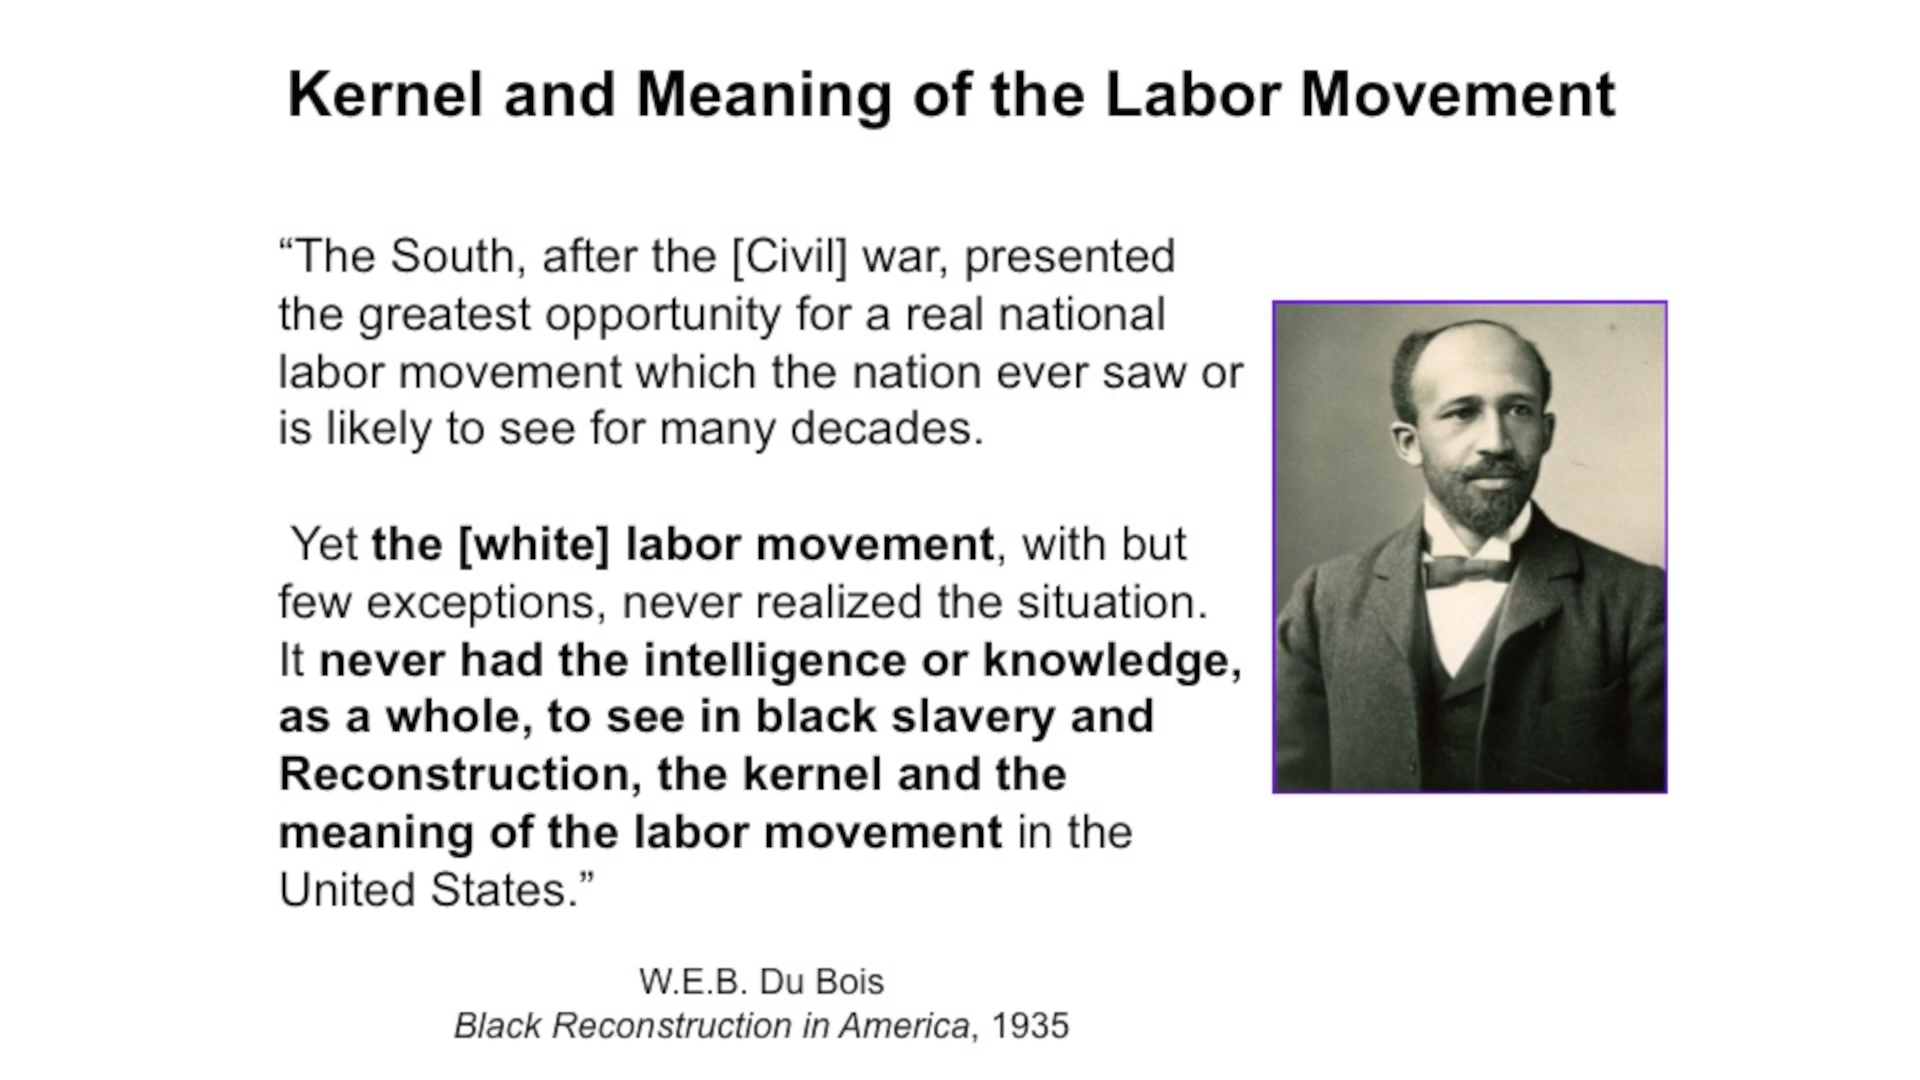 Kernel and Meaning of the Labor Movement
“The South, after the [Civil] war, presented
the greatest opportunity for a real national
labor movement which the nation ever saw or
is likely to see for many decades.
Yet the [white] labor movement, with but
few exceptions, never realized the situation.
It never had the intelligence or knowledge,
as a whole, to see in black slavery and
Reconstruction, the kernel and the
meaning of the labor movement in the
United States.”
W.E.B. Du Bois
Black Reconstruction in America, 1935